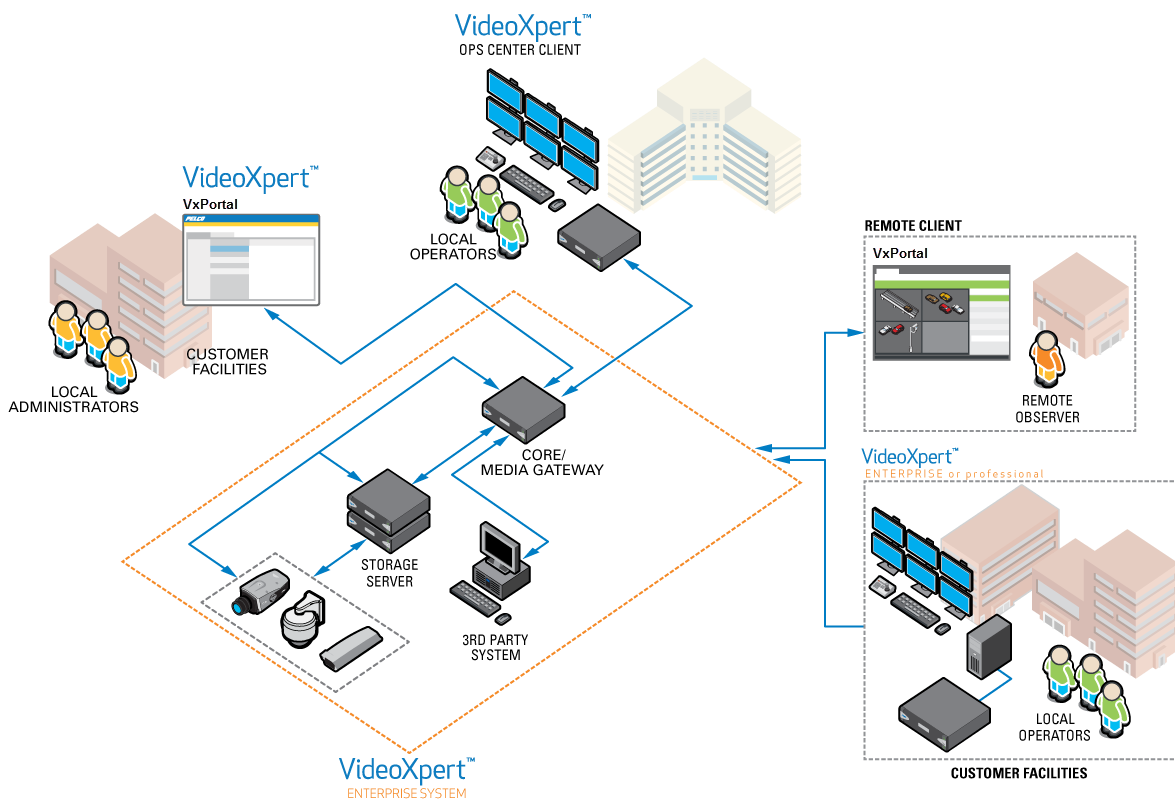 VideoXpert™
OPS CENTER CLIENT
LOCAL
OPERATORS
VideoXpert™
VxPortal
PELCO
CUSTOMER
FACILITIES
LOCAL
ADMINISTRATORS
REMOTE CLIENT
VxPortal
REMOTE
OBSERVER
CORE/
MEDIA GATEWAY
STORAGE
SERVER
3RD PARTY
SYSTEM
VideoXpert™
ENTERPRISE SYSTEM
VideoXpert™
ENTERPRISE or professional
LOCAL
OPERATORS
CUSTOMER FACILITIES